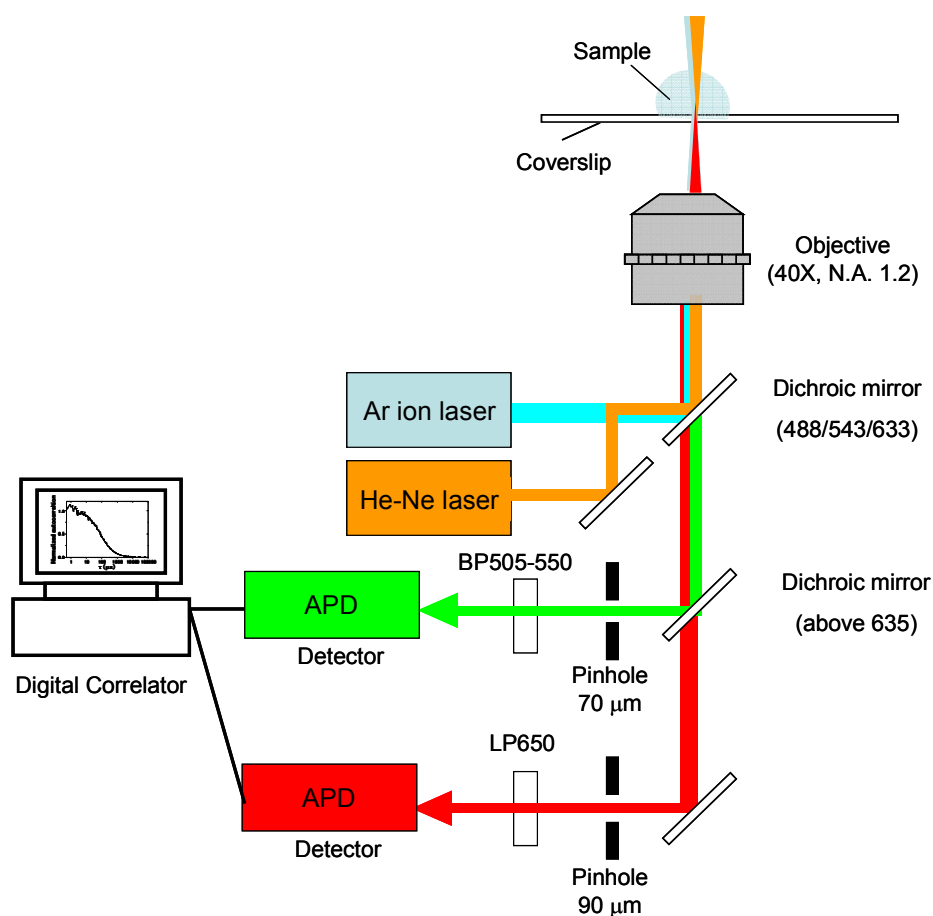 Sample
Coverslip
Objective
(40X, N.A. 1.2)
Ar ion laser
Dichroic mirror
(488/543/633)
He-Ne laser
BP505-550
APD
Detector
Dichroic mirror
(above 635)
Pinhole
70 μm
Digital Correlator
LP650
APD
Detector
Pinhole
90 μm